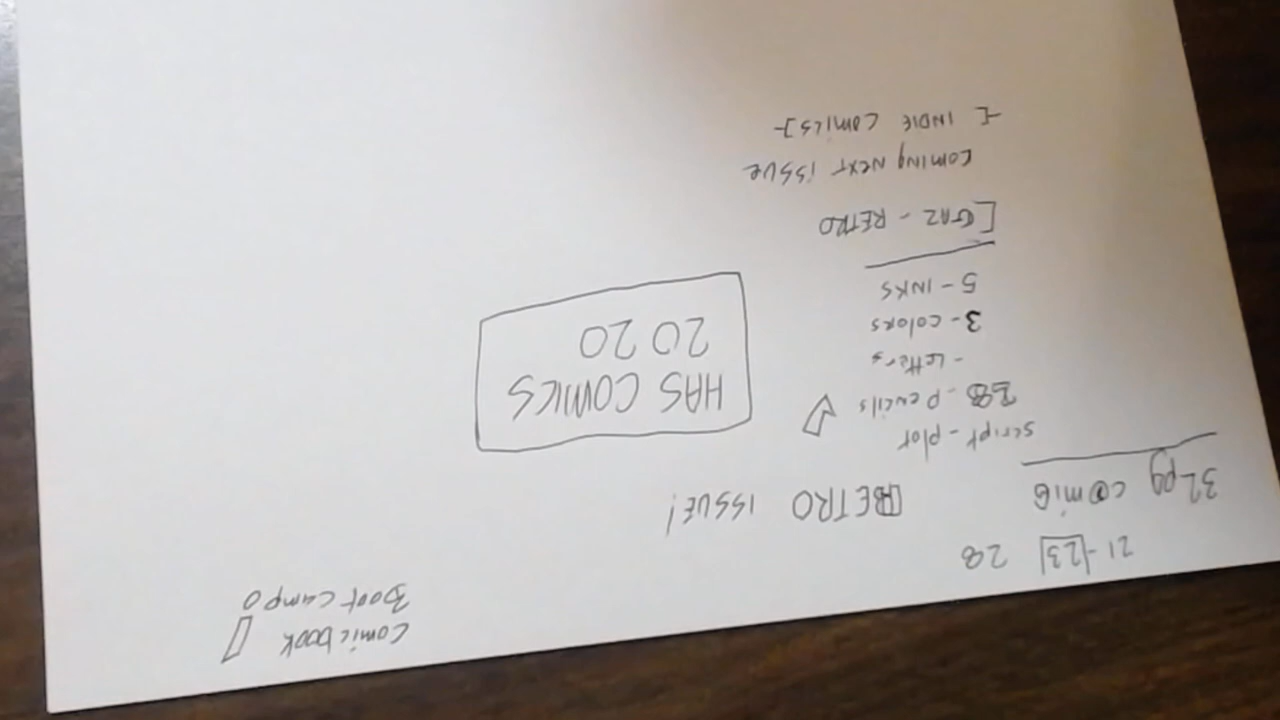 21-23 28
32 pg comic
script - plot
28 - Pencils
- Letters
3 - colors
5 - INKS
RETRO ISSUE!
Comic book
Boot camp
HAS COMICS
2020
- RETRO
COMING NEXT ISSUE
-[ INDIE COMICS ]-